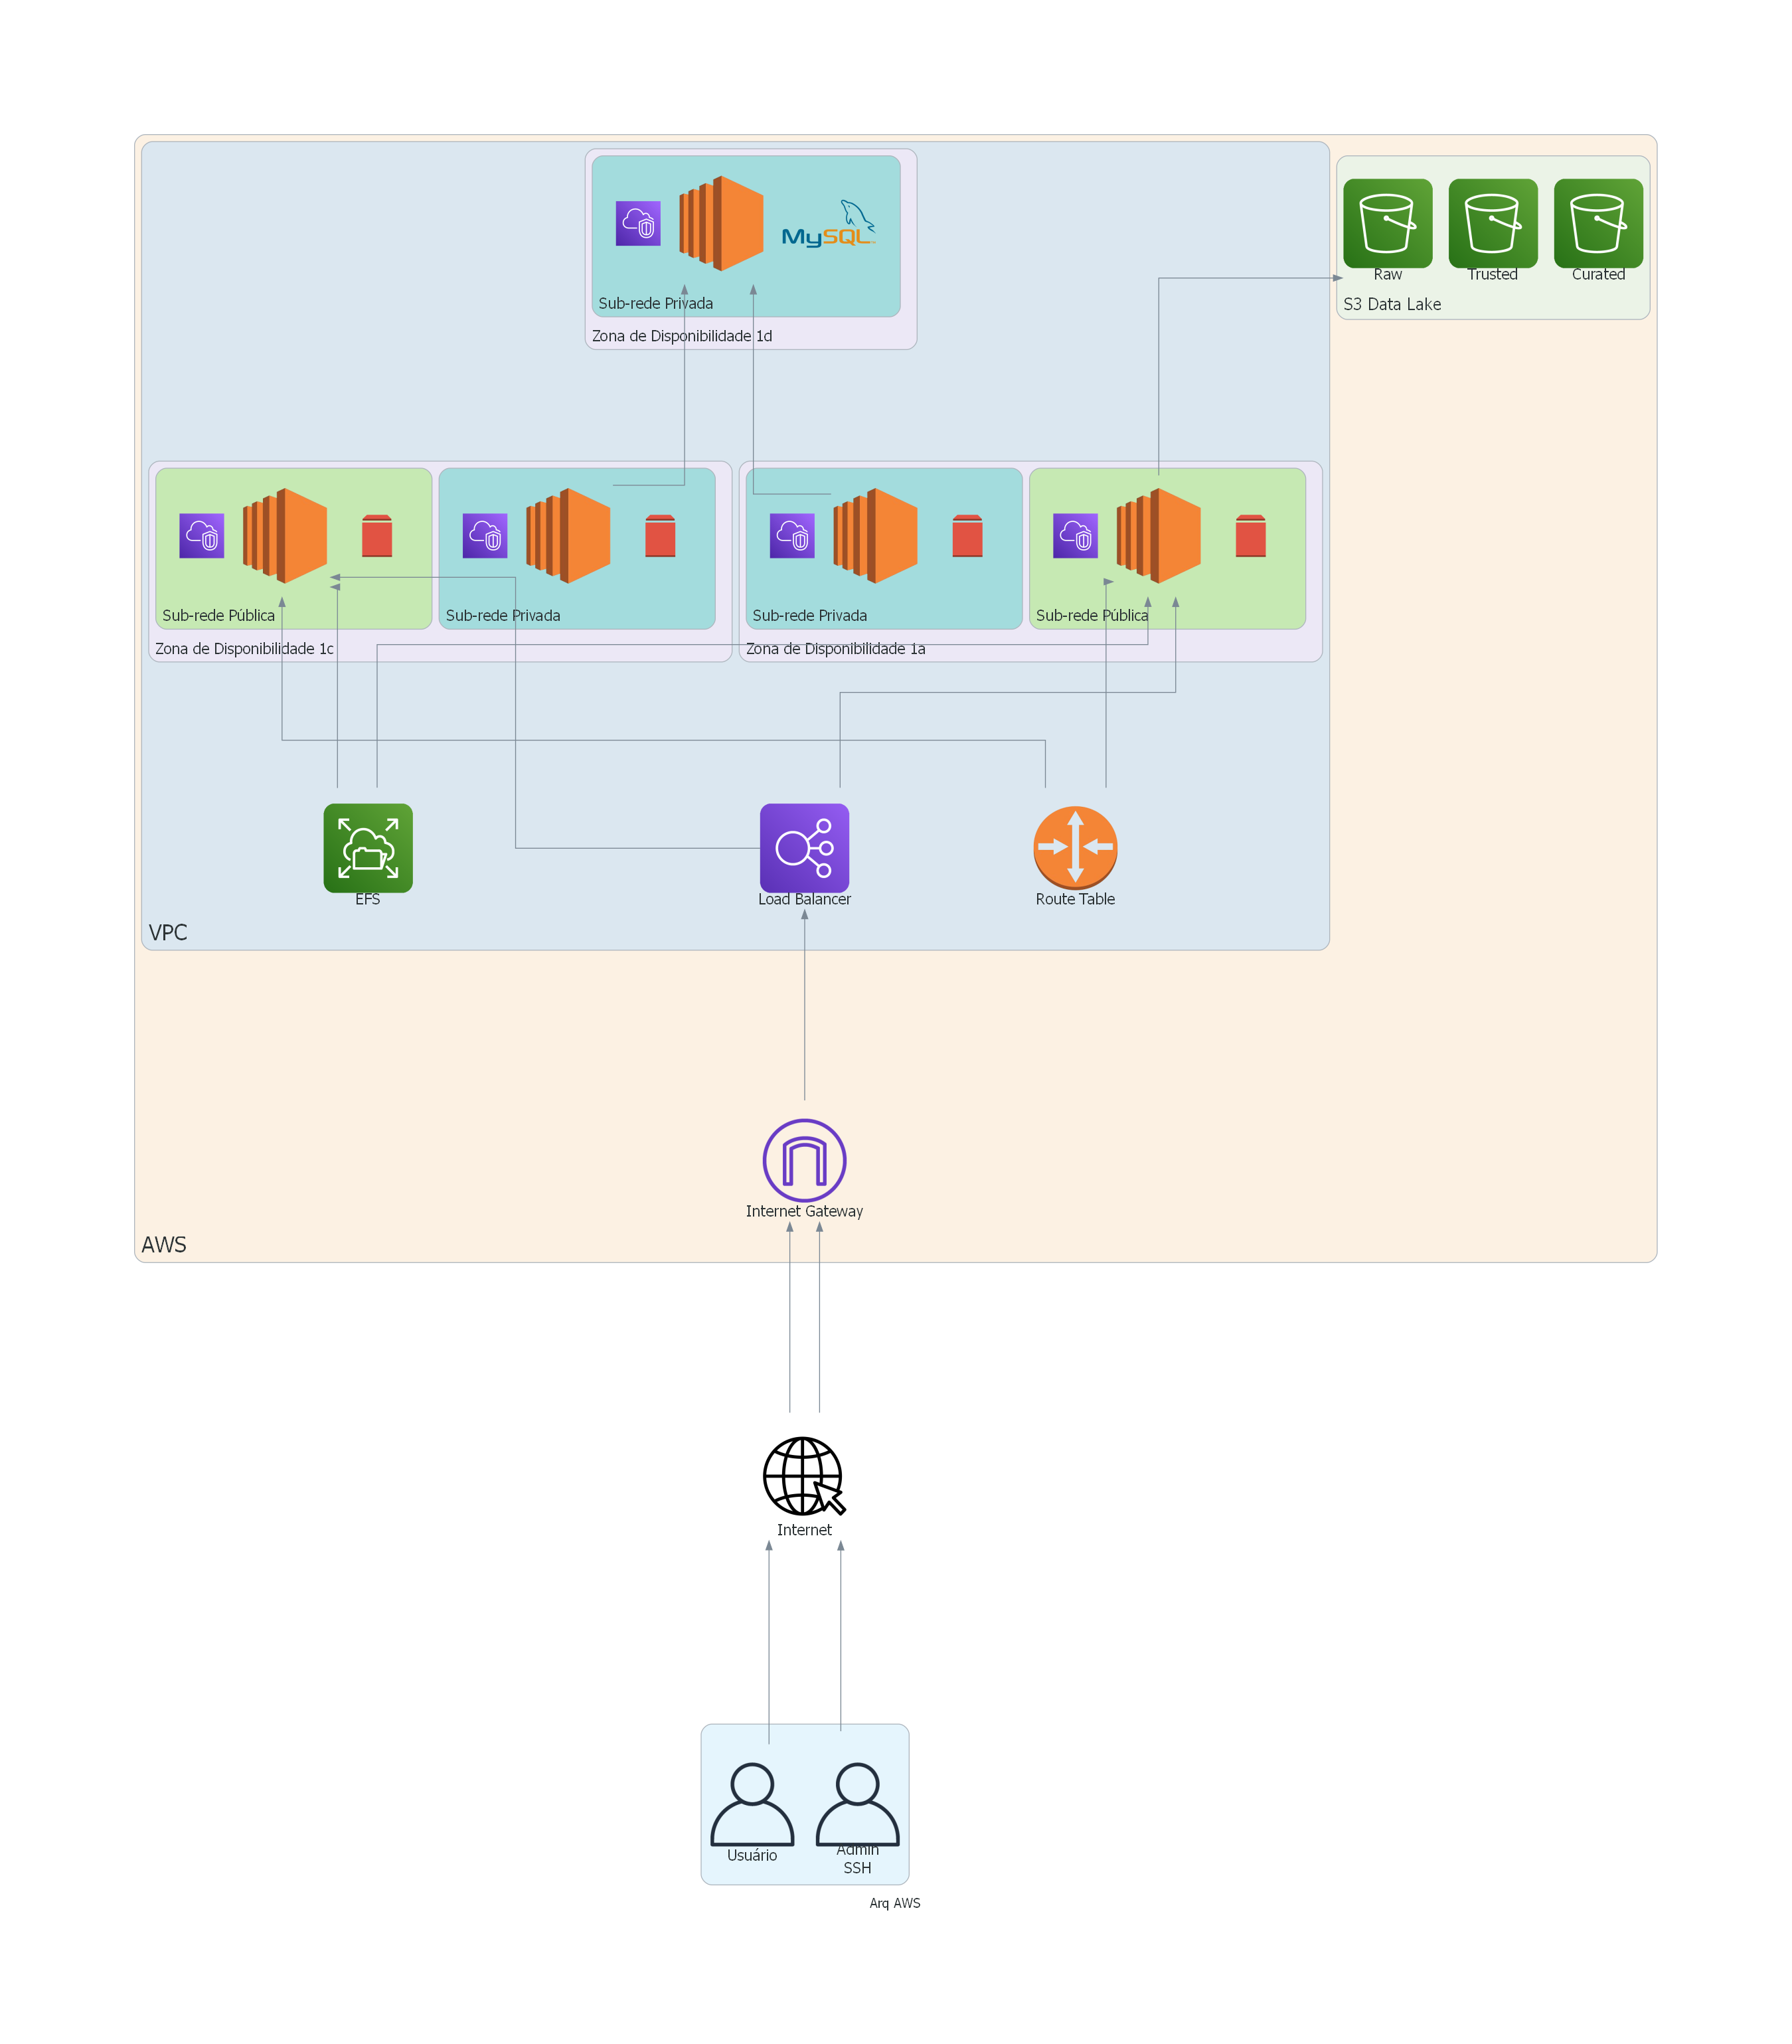 MySQL
Sub-rede Privada
Zona de Disponibilidade 1d
Raw
Trusted
Curated
S3 Data Lake
Sub-rede Pública
Sub-rede Privada
Zona de Disponibilidade 1c
Sub-rede Privada
Sub-rede Pública
Zona de Disponibilidade 1a
EFS
Load Balancer
Route Table
VPC
Internet Gateway
AWS
Internet
Usuário
Admin
SSH
Arq AWS